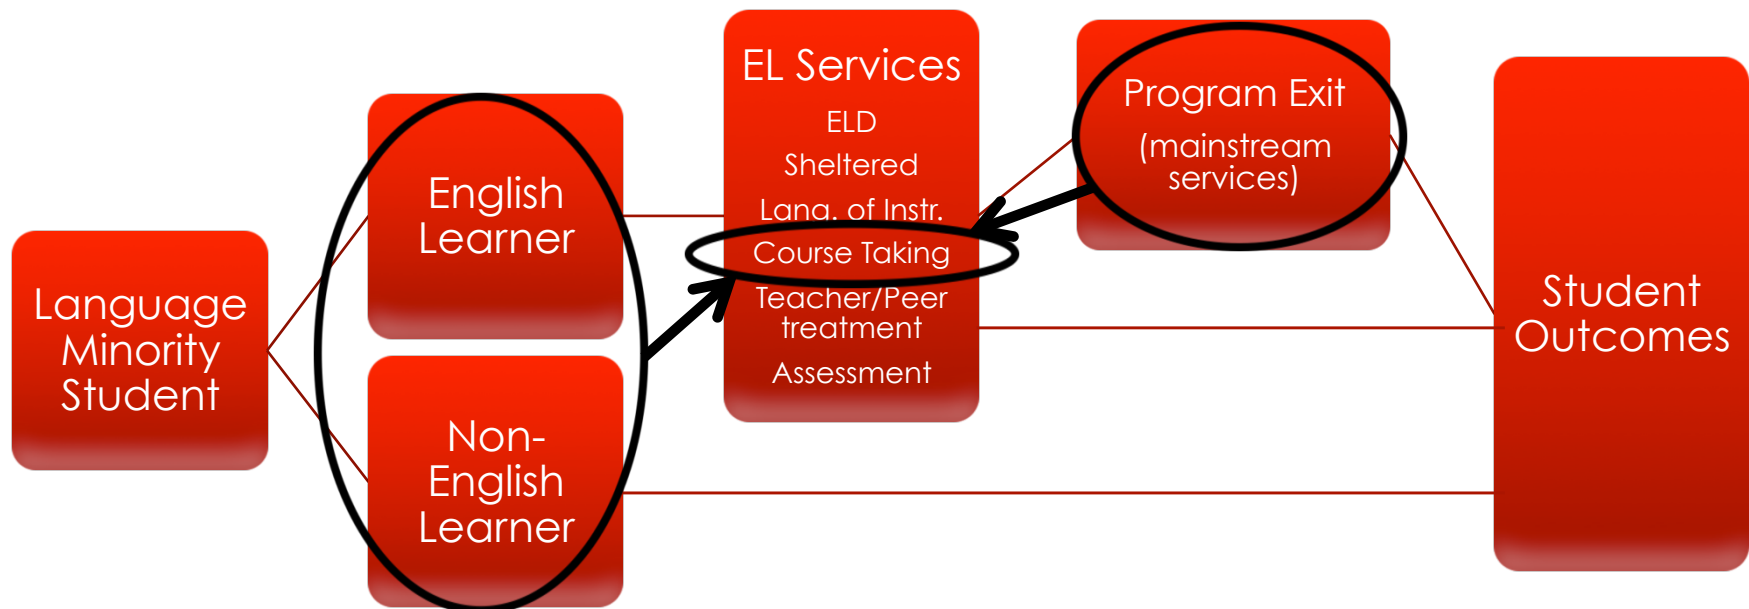 Language
Minority
Student
English
Learner
Non-
English
Learner
EL Services
ELD
Sheltered
Lang. of Instr.
Course Taking
Teacher/Peer
treatment
Assessment
Program Exit
(mainstream
services)
Student
Outcomes